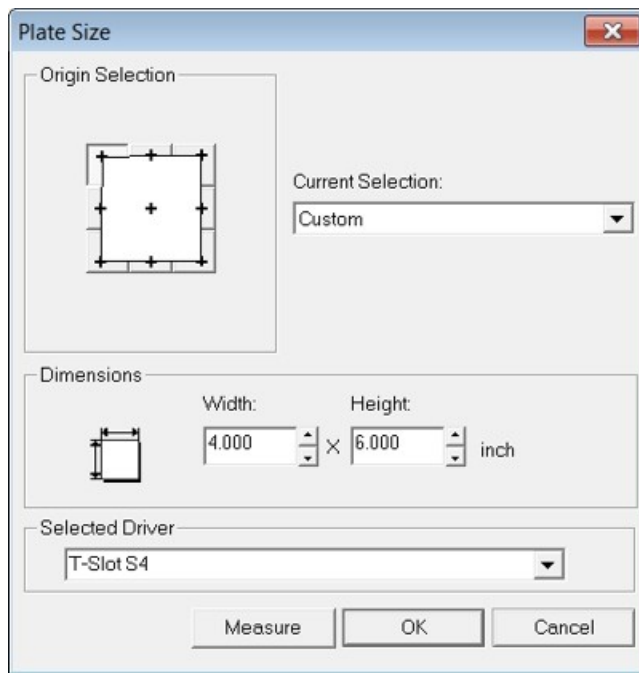 Plate Size
Origin Selection
Current Selection:
Custom
Dimensions
Width: Height:
4.000 X 6.000 inch
Selected Driver
T-Slot S4
Measure OK Cancel